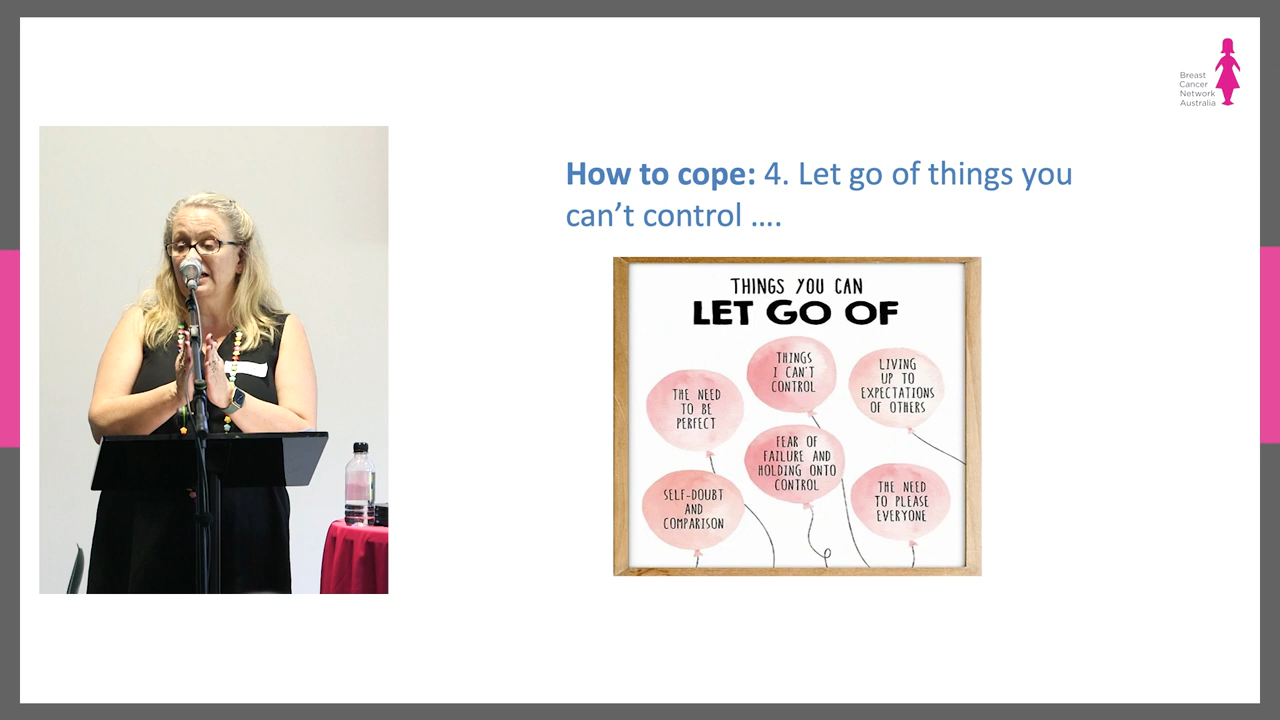 Breast
Cancer
Network
Australia
How to cope: 4. Let go of things you
can’t control ....
THINGS YOU CAN
LET GO OF
THINGS
I CAN'T
CONTROL
LIVING
UP TO
EXPECTATIONS
OF OTHERS
THE NEED
TO BE
PERFECT
FEAR OF
FAILURE AND
HOLDING ONTO
CONTROL
SELF-DOUBT
AND
COMPARISON
THE NEED
TO PLEASE
EVERYONE